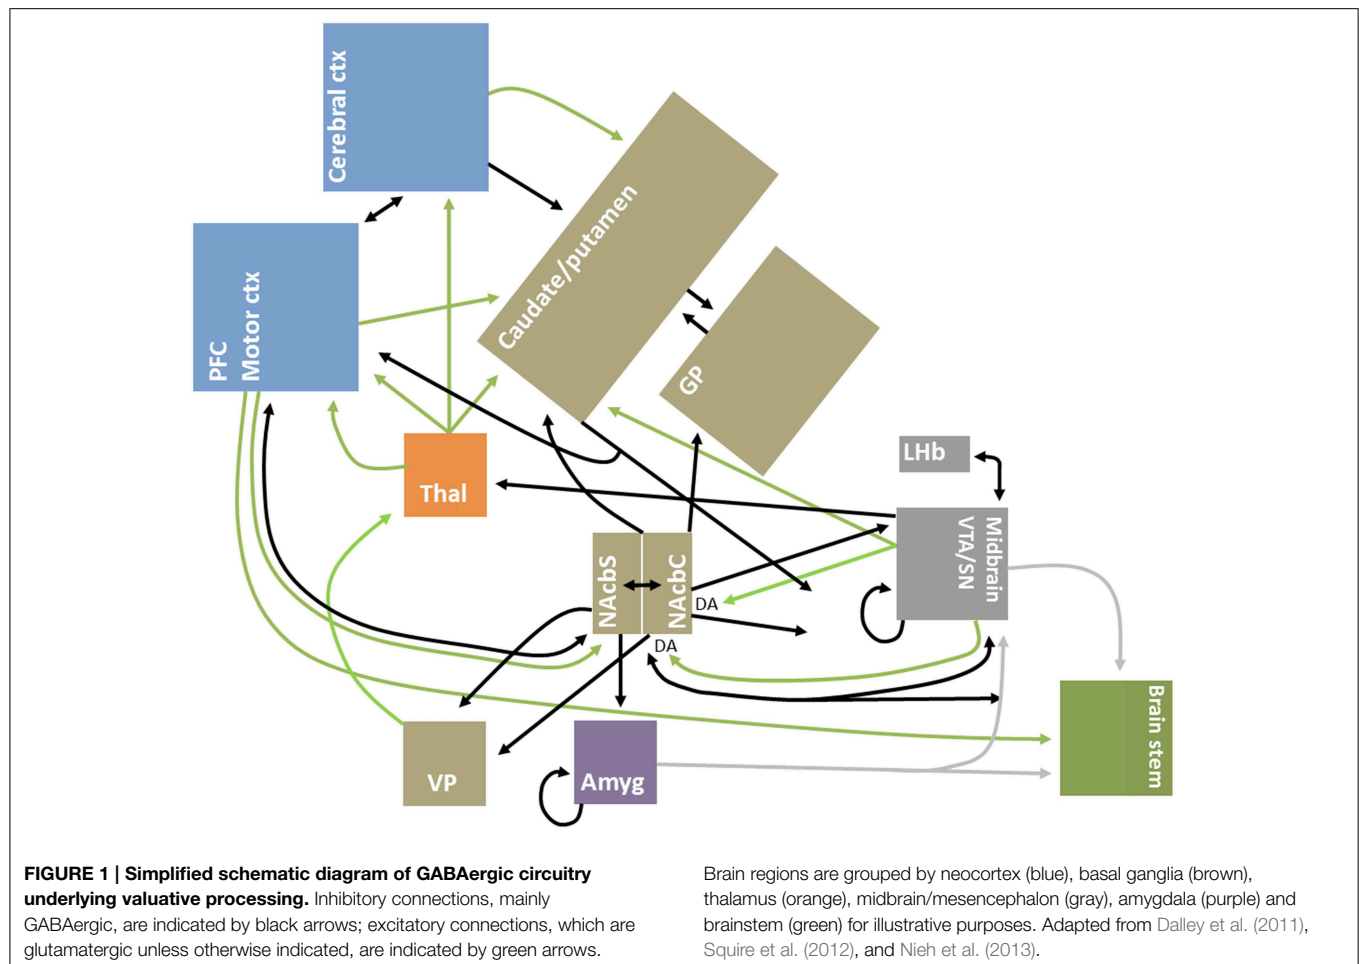 Cerebral ctx
PFC
Motor ctx
Caudate/putamen
GP
Thal
LHb
Midbrain
VTA/SN
NAcbS
NAcbC
DA
DA
VP
Amyg
Brain stem
FIGURE 1 | Simplified schematic diagram of GABAergic circuitry
underlying valuative processing. Inhibitory connections, mainly
GABAergic, are indicated by black arrows; excitatory connections, which are
glutamatergic unless otherwise indicated, are indicated by green arrows.
Brain regions are grouped by neocortex (blue), basal ganglia (brown),
thalamus (orange), midbrain/mesencephalon (gray), amygdala (purple) and
brainstem (green) for illustrative purposes. Adapted from Dalley et al. (2011),
Squire et al. (2012), and Nieh et al. (2013).